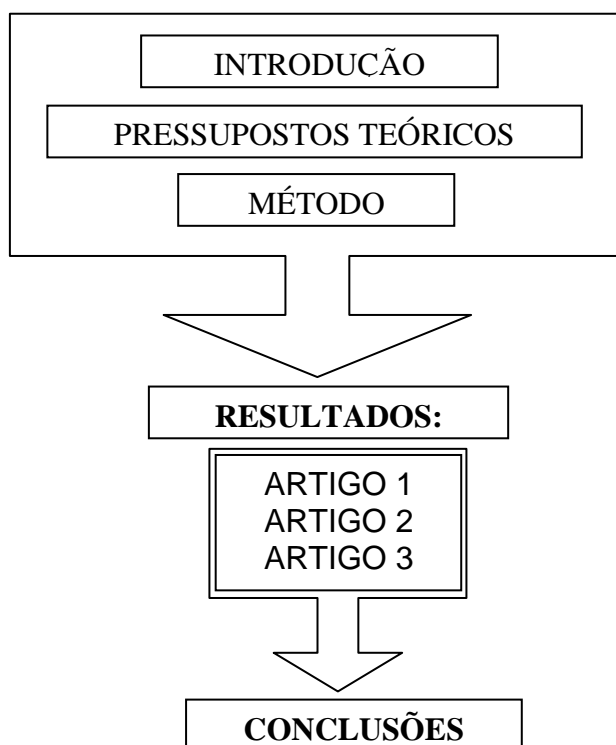 INTRODUÇÃO
PRESSUPOSTOS TEÓRICOS
MÉTODO
RESULTADOS:
ARTIGO 1
ARTIGO 2
ARTIGO 3
CONCLUSÕES